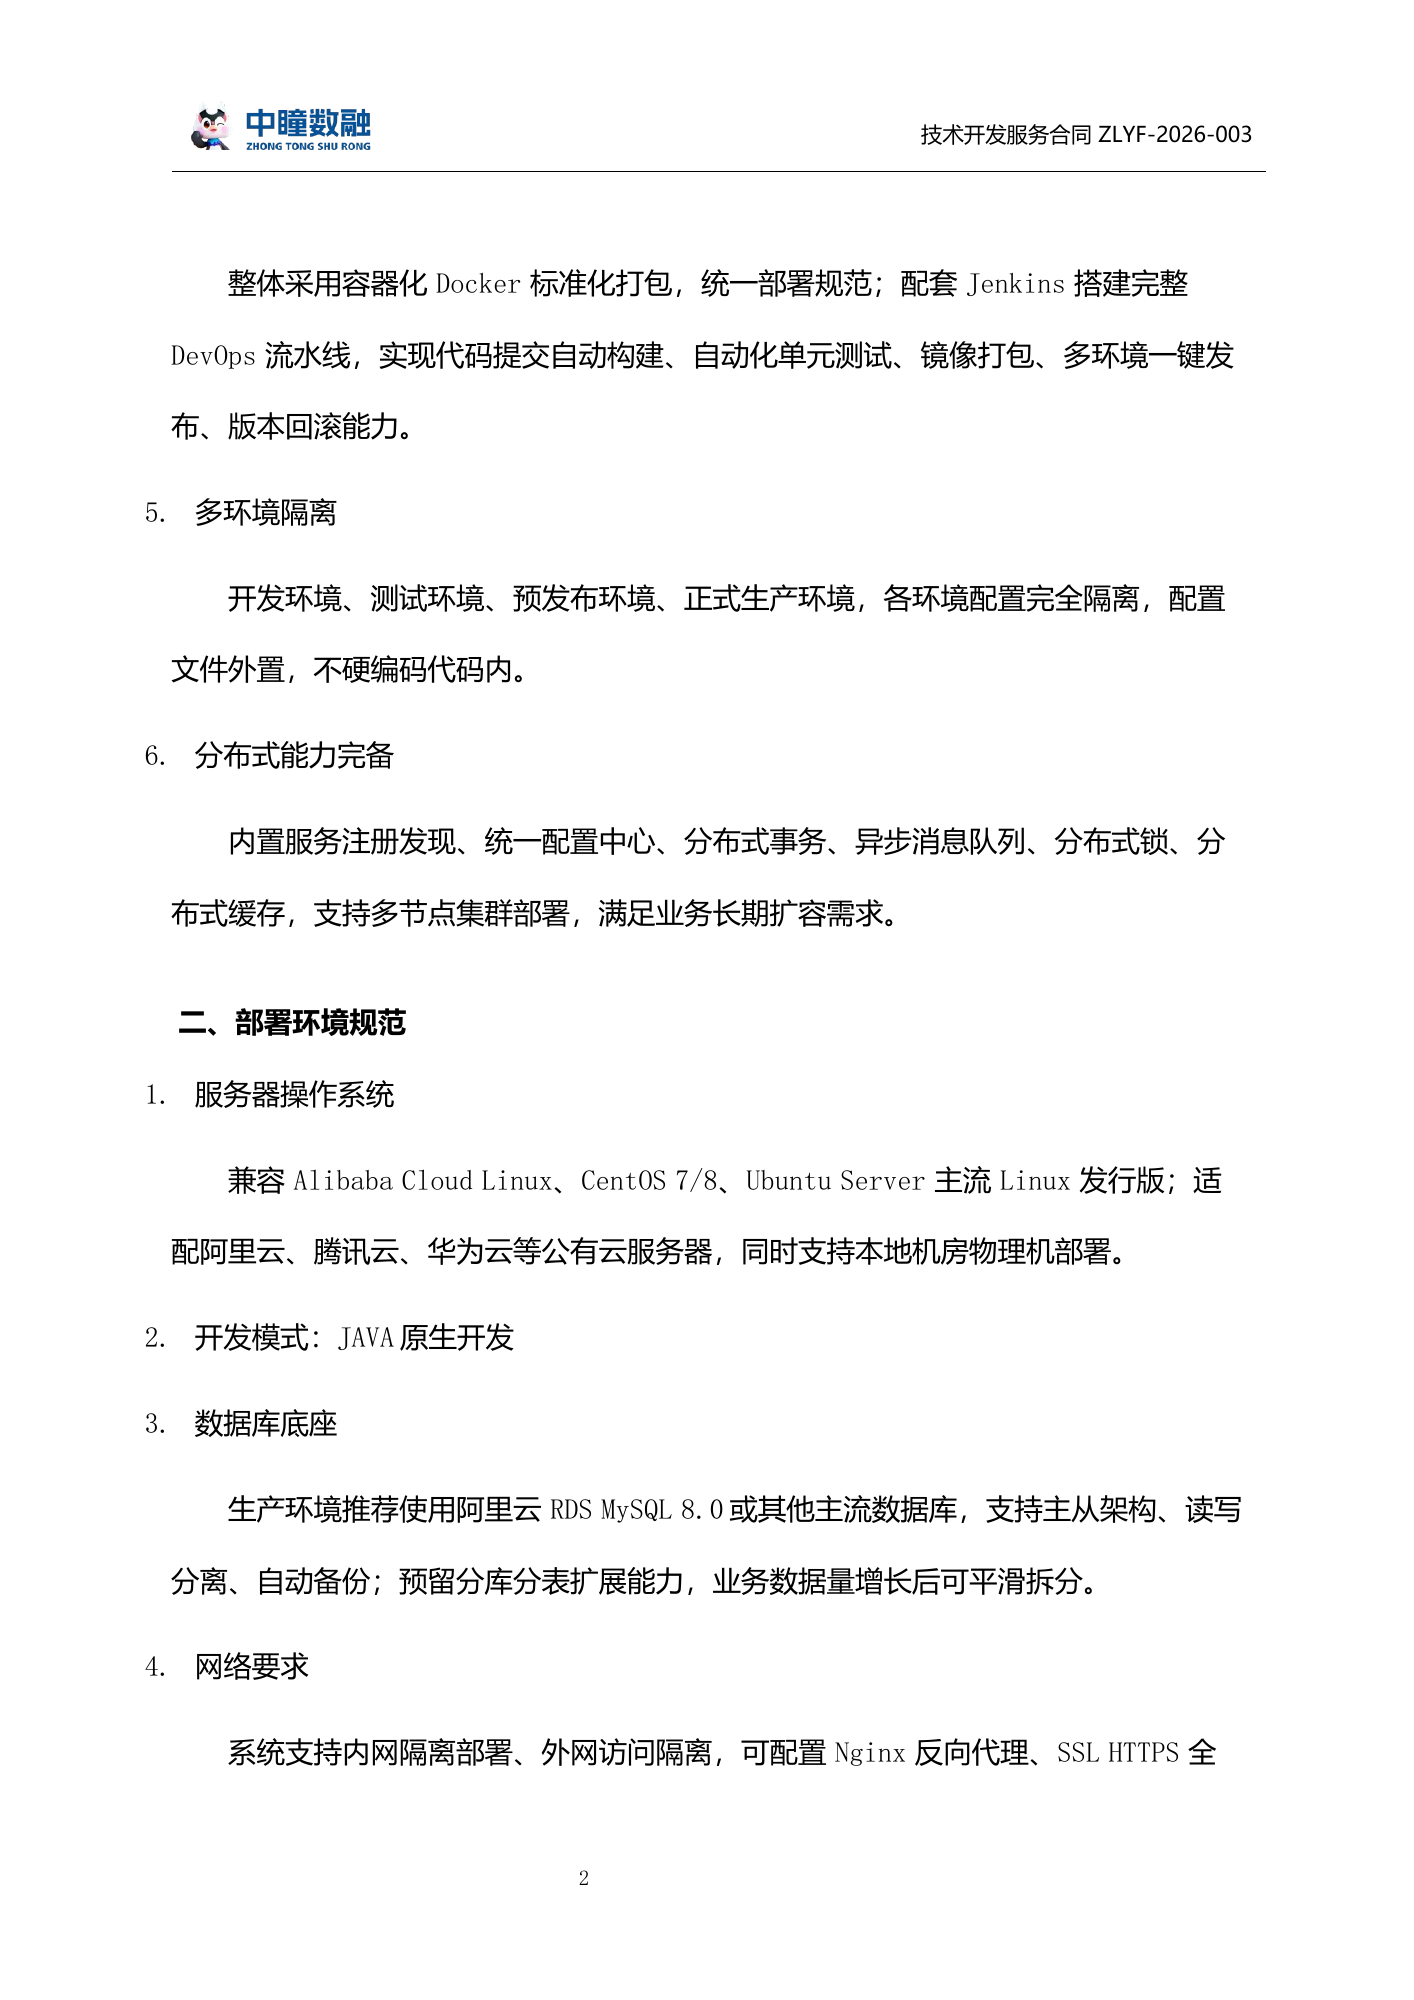 中瞳数融
ZHONG TONG SHU RONG
技术开发服务合同 ZLYF-2026-003
整体采用容器化 Docker 标准化打包，统一部署规范；配套 Jenkins 搭建完整
DevOps 流水线，实现代码提交自动构建、自动化单元测试、镜像打包、多环境一键发
布、版本回滚能力。
5. 多环境隔离
开发环境、测试环境、预发布环境、正式生产环境，各环境配置完全隔离，配置
文件外置，不硬编码代码内。
6. 分布式能力完备
内置服务注册发现、统一配置中心、分布式事务、异步消息队列、分布式锁、分
布式缓存，支持多节点集群部署，满足业务长期扩容需求。
二、部署环境规范
1. 服务器操作系统
兼容 Alibaba Cloud Linux、CentOS 7/8、Ubuntu Server 主流 Linux 发行版；适
配阿里云、腾讯云、华为云等公有云服务器，同时支持本地机房物理机部署。
2. 开发模式：JAVA 原生开发
3. 数据库底座
生产环境推荐使用阿里云 RDS MySQL 8.0 或其他主流数据库，支持主从架构、读写
分离、自动备份；预留分库分表扩展能力，业务数据量增长后可平滑拆分。
4. 网络要求
系统支持内网隔离部署、外网访问隔离，可配置 Nginx 反向代理、SSL HTTPS 全
2